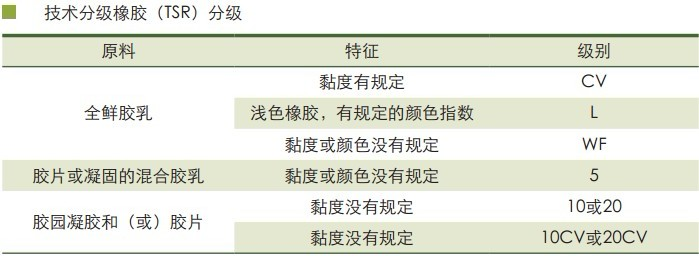 技术分级橡胶（TSR）分级
原料 特征 级别
全鲜胶乳 黏度有规定 CV
浅色橡胶，有规定的颜色指数 L
黏度或颜色没有规定 WF
胶片或凝固的混合胶乳 黏度或颜色没有规定 5
胶园凝胶和（或）胶片 黏度没有规定 10或20
黏度没有规定 10CV或20CV